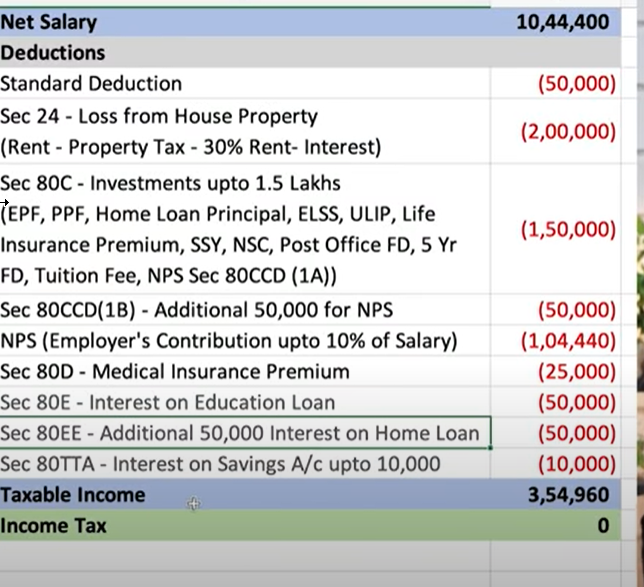 Net Salary 10,44,400
Deductions
Standard Deduction (50,000)
Sec 24 - Loss from House Property
(Rent - Property Tax - 30% Rent- Interest) (2,00,000)
Sec 80C - Investments upto 1.5 Lakhs
(EPF, PPF, Home Loan Principal, ELSS, ULIP, Life
Insurance Premium, SSY, NSC, Post Office FD, 5 Yr (1,50,000)
FD, Tuition Fee, NPS Sec 80CCD (1A))
Sec 80CCD(1B) - Additional 50,000 for NPS (50,000)
NPS (Employer's Contribution upto 10% of Salary) (1,04,440)
Sec 80D - Medical Insurance Premium (25,000)
Sec 80E - Interest on Education Loan (50,000)
Sec 80EE - Additional 50,000 Interest on Home Loan (50,000)
Sec 80TTA - Interest on Savings A/c upto 10,000 (10,000)
Taxable Income 3,54,960
Income Tax 0